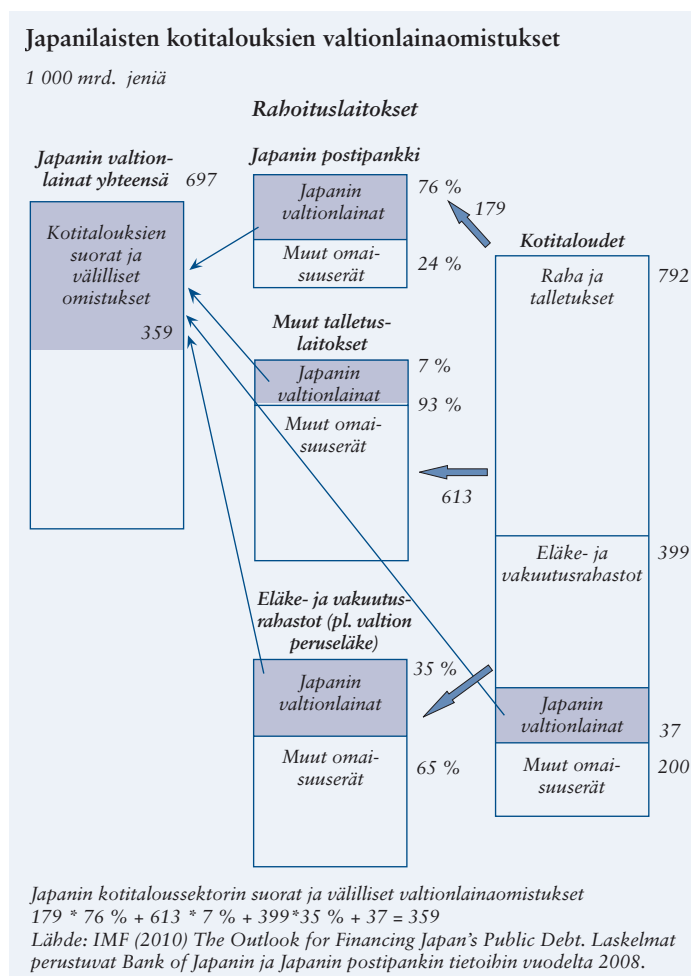 Japanilaisten kotitalouksien valtionlainaomistukset
1 000 mrd. jeniä
Rahoituslaitokset
Japanin valtion-
lainat yhteensä 697
Kotitalouksien
suorat ja
välilliset
omistukset
359
Japanin postipankki
Japanin
valtionlainat
76 %
Muut omai-
suuserät
24 %
179
Muut talletus-
laitokset
Japanin
valtionlainat
7 %
93 %
Muut omai-
suuserät
613
Eläke- ja vakuutus-
rahastot (pl. valtion
peruseläke)
Japanin
valtionlainat
35 %
Muut omai-
suuserät
65 %
Kotitaloudet
Raha ja
talletukset
792
Eläke- ja
vakuutusrahastot
399
Japanin
valtionlainat
37
Muut omai-
suuserät
200
Japanin kotitaloussektorin suorat ja välilliset valtionlainaomistukset
179 * 76 % + 613 * 7 % + 399*35 % + 37 = 359
Lähde: IMF (2010) The Outlook for Financing Japan's Public Debt. Laskelmat
perustuvat Bank of Japanin ja Japanin postipankin tietoihin vuodelta 2008.